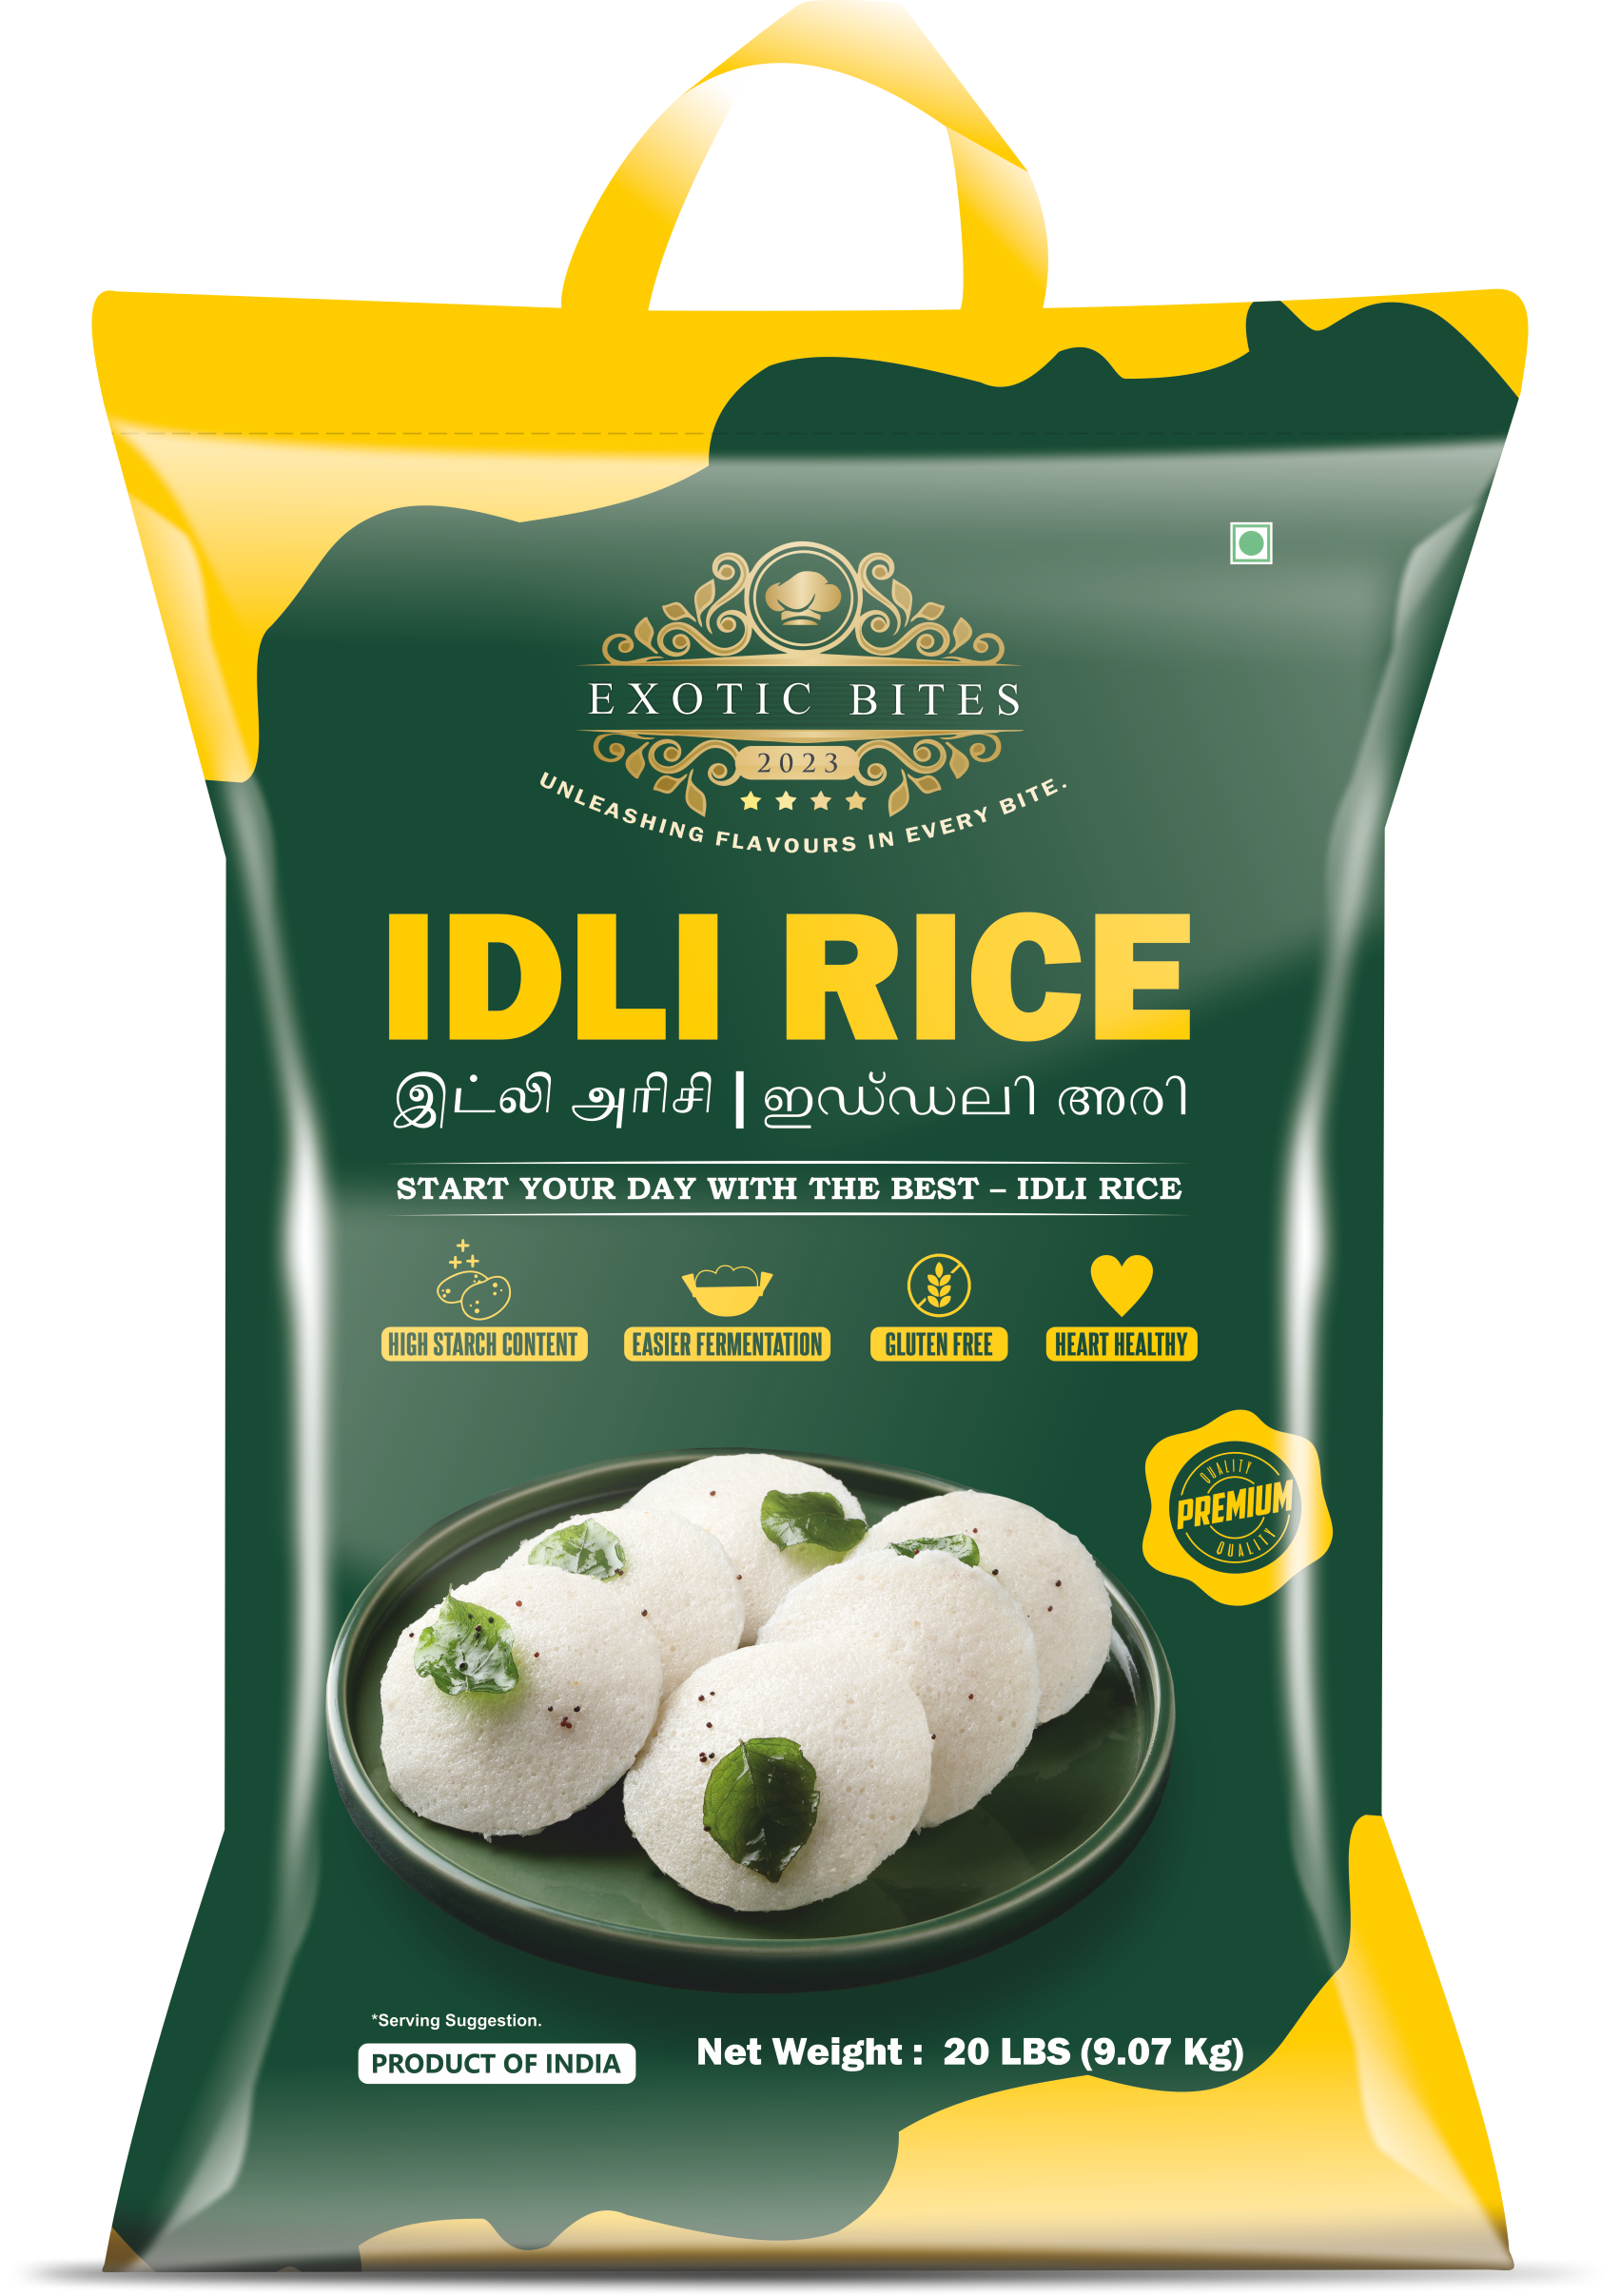 EXOTIC BITES
2023
UNLEASHING FLAVOURS IN EVERY BITE.
IDLI RICE
இட்லி அரிசி | ഇഡ്ഡലി അരി
START YOUR DAY WITH THE BEST – IDLI RICE
HIGH STARCH CONTENT EASIER FERMENTATION GLUTEN FREE HEART HEALTHY
QUALITY
PREMIUM
QUALITY
*Serving Suggestion.
PRODUCT OF INDIA
Net Weight : 20 LBS (9.07 Kg)